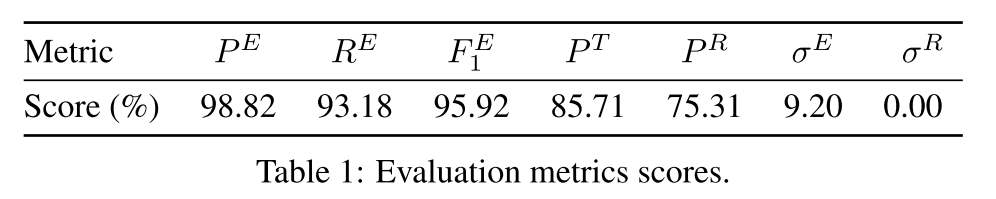 Metric P^E R^E F_1^E P^T P^R σ^E σ^R
Score (%) 98.82 93.18 95.92 85.71 75.31 9.20 0.00
Table 1: Evaluation metrics scores.